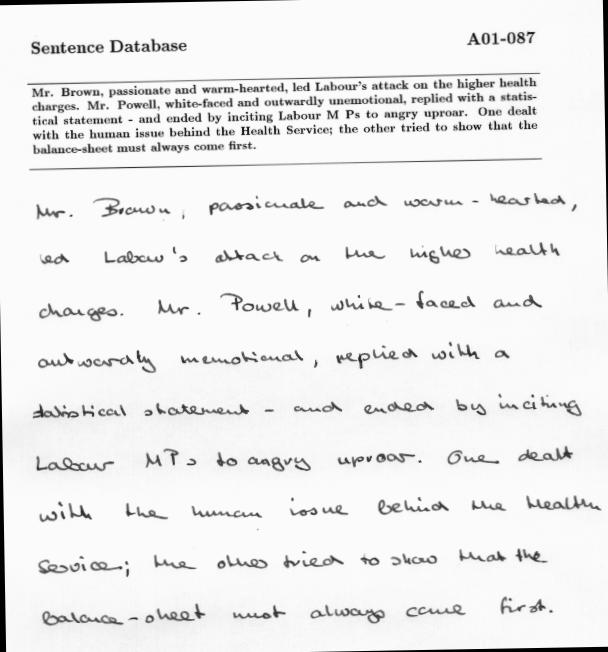 Sentence Database
A01-087
Mr. Brown, passionate and warm-hearted, led Labour's attack on the higher health
charges. Mr. Powell, white-faced and outwardly unemotional, replied with a statis-
tical statement - and ended by inciting Labour M Ps to angry uproar. One dealt
with the human issue behind the Health Service; the other tried to show that the
balance-sheet must always come first.
Mr. Brown, passionate and warm-hearted,
led Labour's attack on the higher health
charges. Mr. Powell, white-faced and
outwardly unemotional, replied with a
statistical statement - and ended by inciting
Labour MPs to angry uproar. One dealt
with the human issue behind the Health
Service; the other tried to show that the
balance-sheet must always come first.